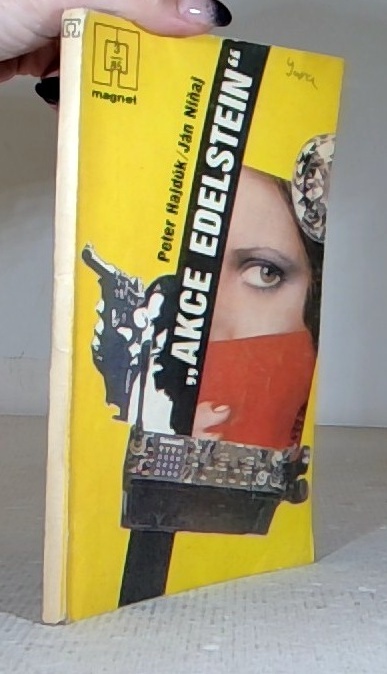 3
85
magnet
Peter Hajdúk/Ján Niňaj
„AKCE EDELSTEIN“